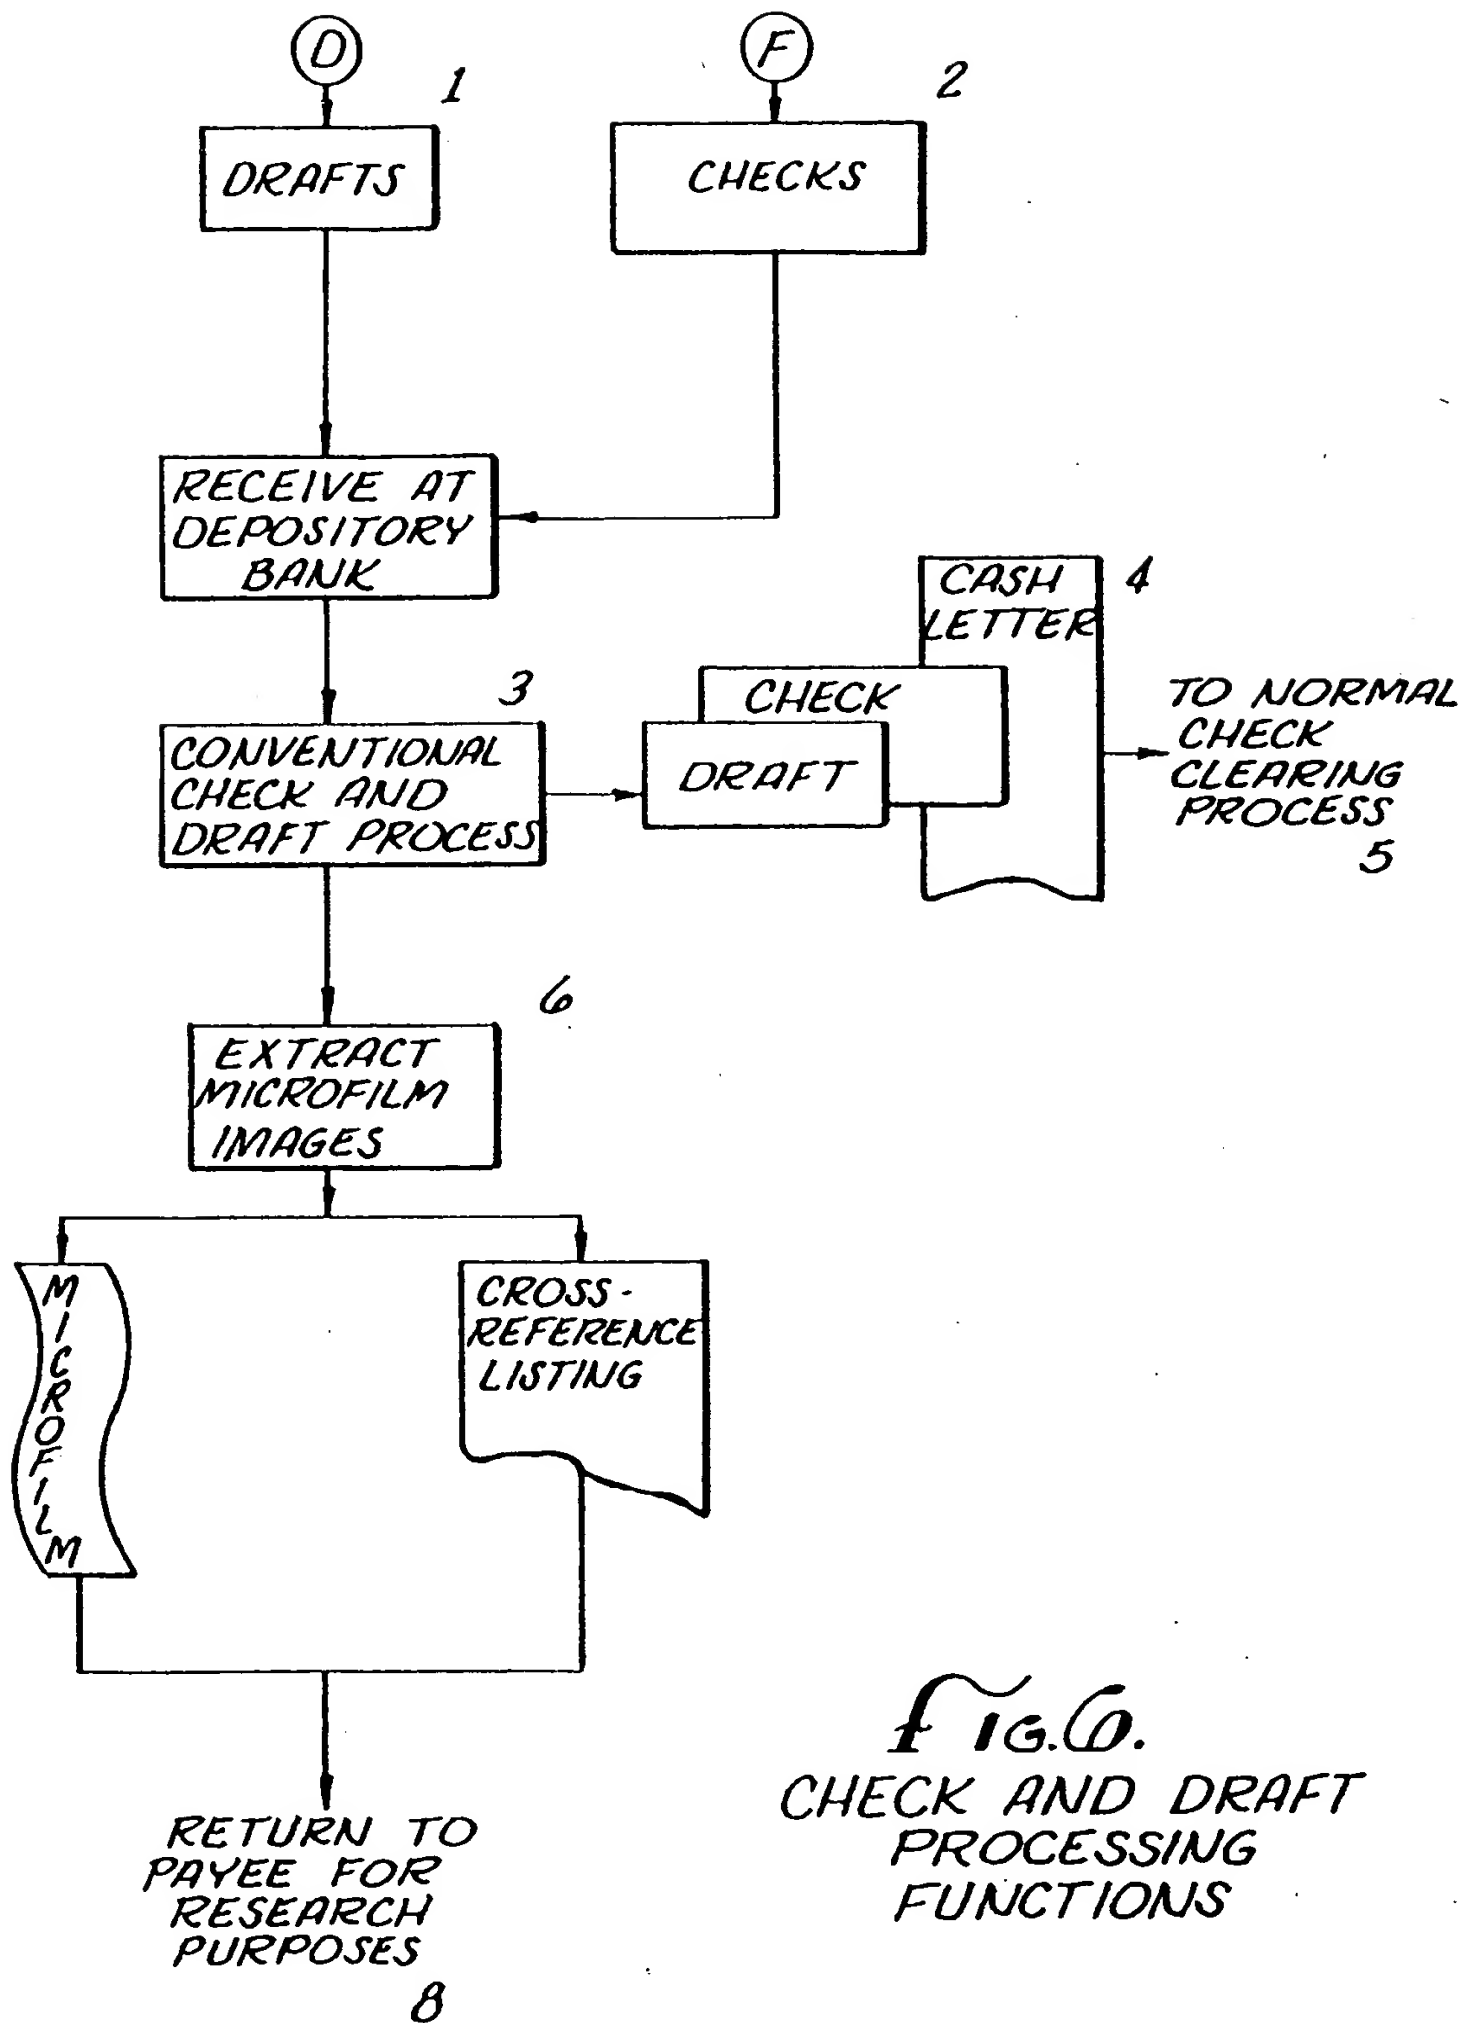 D
F
1
2
DRAFTS
CHECKS
RECEIVE AT
DEPOSITORY
BANK
CASH
LETTER
4
3
CHECK
DRAFT
TO NORMAL
CHECK
CLEARING
PROCESS
5
CONVENTIONAL
CHECK AND
DRAFT PROCESS
6
EXTRACT
MICROFILM
IMAGES
MICROFILM
CROSS-
REFERENCE
LISTING
RETURN TO
PAYEE FOR
RESEARCH
PURPOSES
8
FIG.6.
CHECK AND DRAFT
PROCESSING
FUNCTIONS